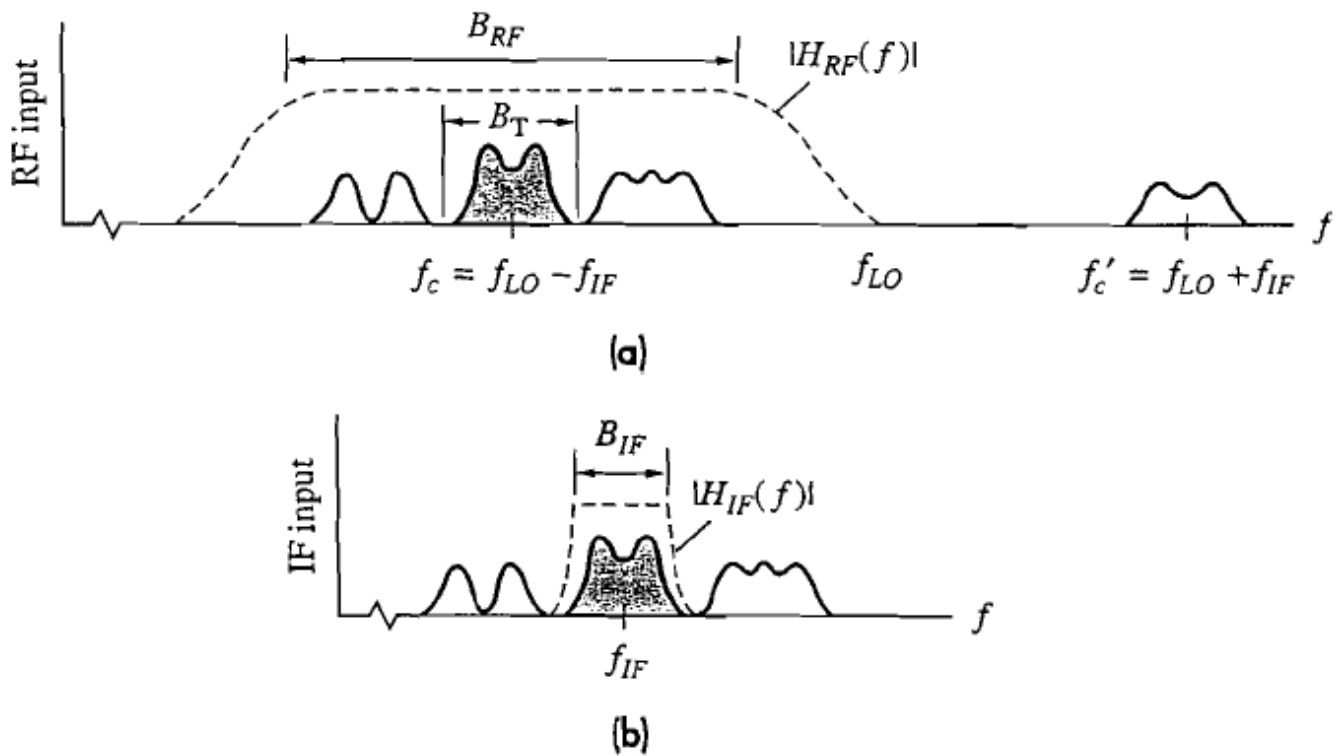 B_RF
|H_RF(f)|
RF input
B_T
f
f_c = f_LO − f_IF
f_LO
f_c' = f_LO + f_IF
(a)
B_IF
|H_IF(f)|
IF input
f
f_IF
(b)